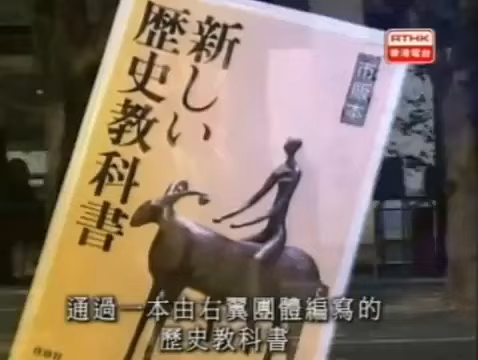 RTHK
香港電台
市販本
新しい
歴史教科書
通過一本由右翼團體編寫的
歷史教科書